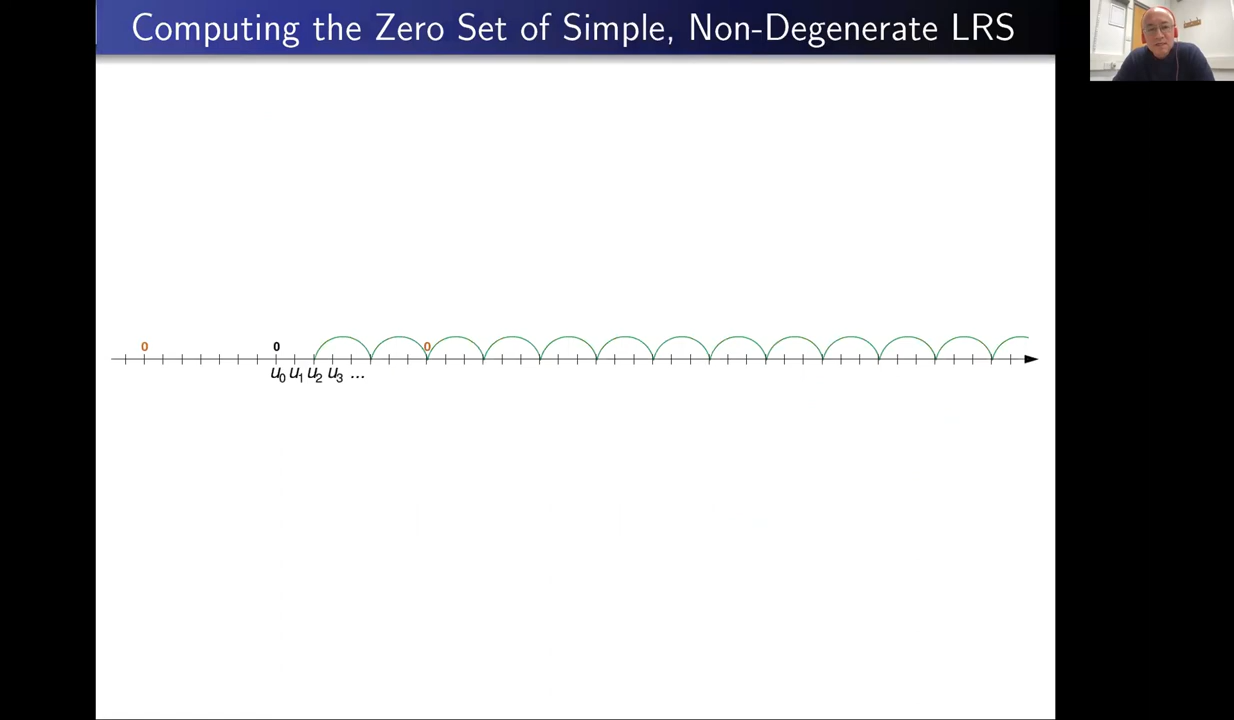 Computing the Zero Set of Simple, Non-Degenerate LRS
0 0 0
u₀ u₁ u₂ u₃ ...